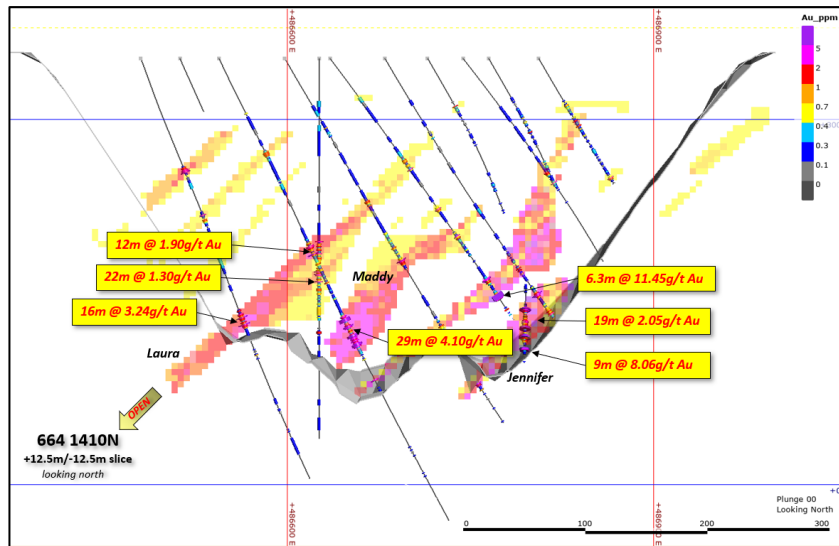 +486600 E
+486900 E
Au_ppm
5
2
1
0.7
0.4
0.3
0.1
0
12m @ 1.90g/t Au
22m @ 1.30g/t Au
16m @ 3.24g/t Au
Maddy
6.3m @ 11.45g/t Au
19m @ 2.05g/t Au
29m @ 4.10g/t Au
9m @ 8.06g/t Au
Laura
Jennifer
OPEN
664 1410N
+12.5m/-12.5m slice
looking north
+486600 E
+486900 E
Plunge 00
Looking North
0
100
200
300